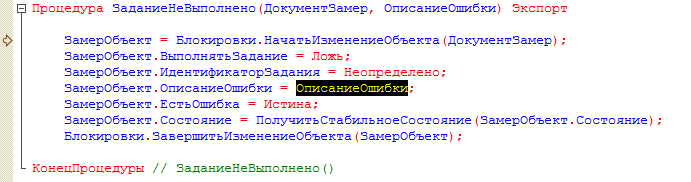 Процедура ЗаданиеНеВыполнено(ДокументЗамер, ОписаниеОшибки) Экспорт
ЗамерОбъект = Блокировки.НачатьИзменениеОбъекта(ДокументЗамер);
ЗамерОбъект.ВыполнятьЗадание = Ложь;
ЗамерОбъект.ИдентификаторЗадания = Неопределено;
ЗамерОбъект.ОписаниеОшибки = ОписаниеОшибки;
ЗамерОбъект.ЕстьОшибка = Истина;
ЗамерОбъект.Состояние = ПолучитьСтабильноеСостояние(ЗамерОбъект.Состояние);
Блокировки.ЗавершитьИзменениеОбъекта(ЗамерОбъект);
КонецПроцедуры // ЗаданиеНеВыполнено()